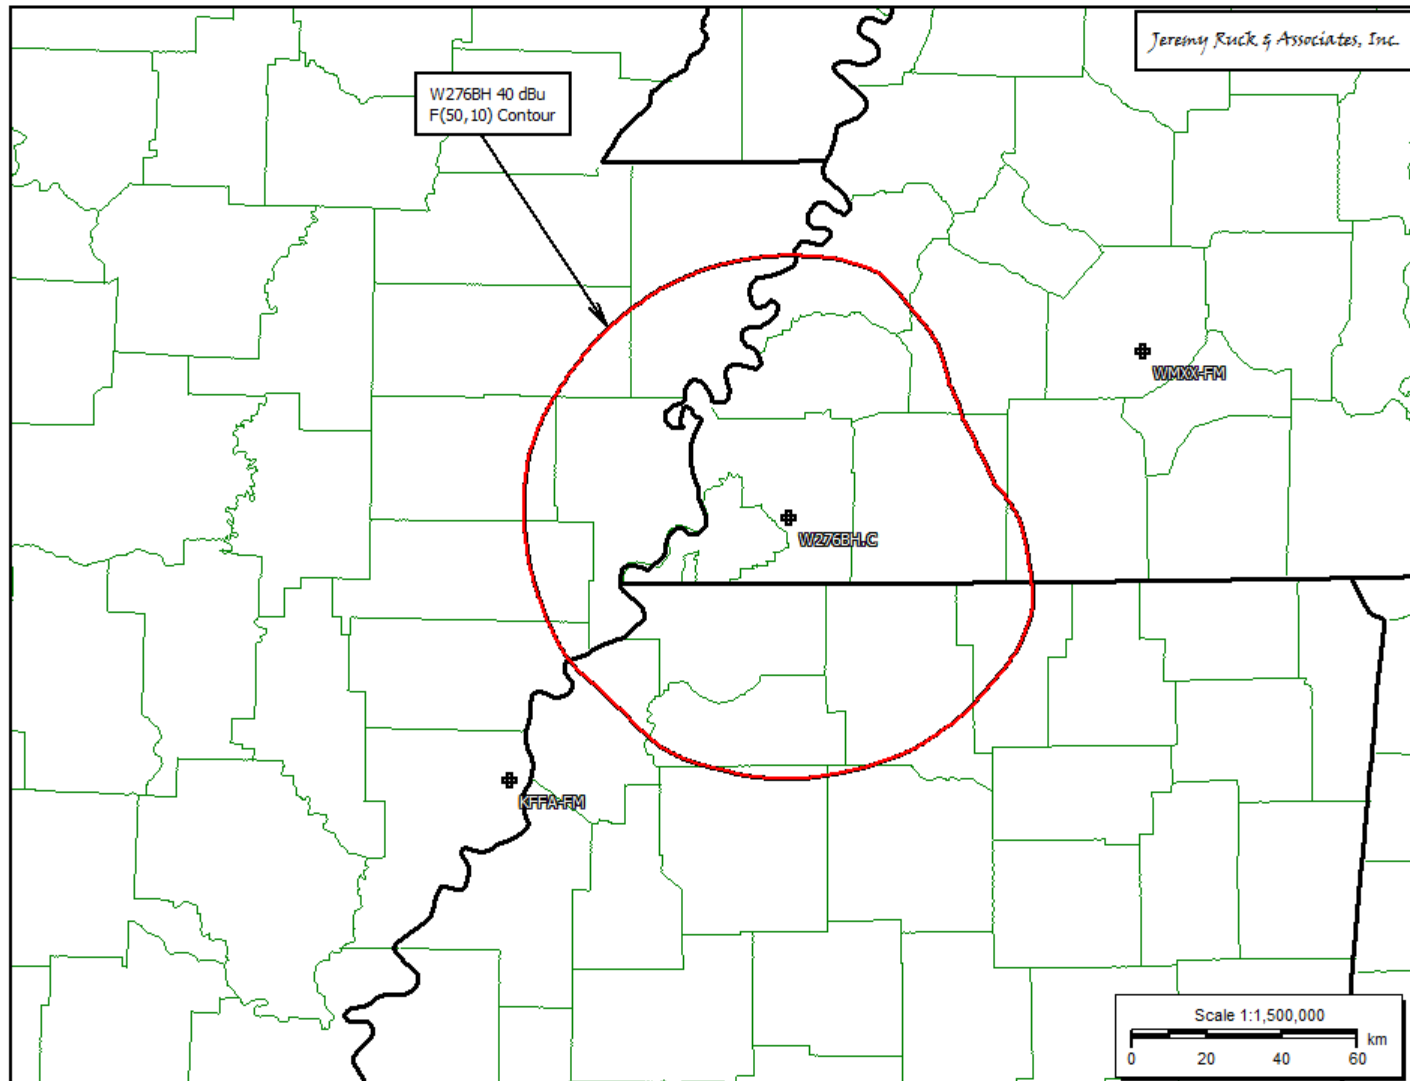 Jeremy Ruck & Associates, Inc.
W276BH 40 dBu
F(50,10) Contour
WMXX-FM
W276BH.C
KFFA-FM
Scale 1:1,500,000
km
0 20 40 60